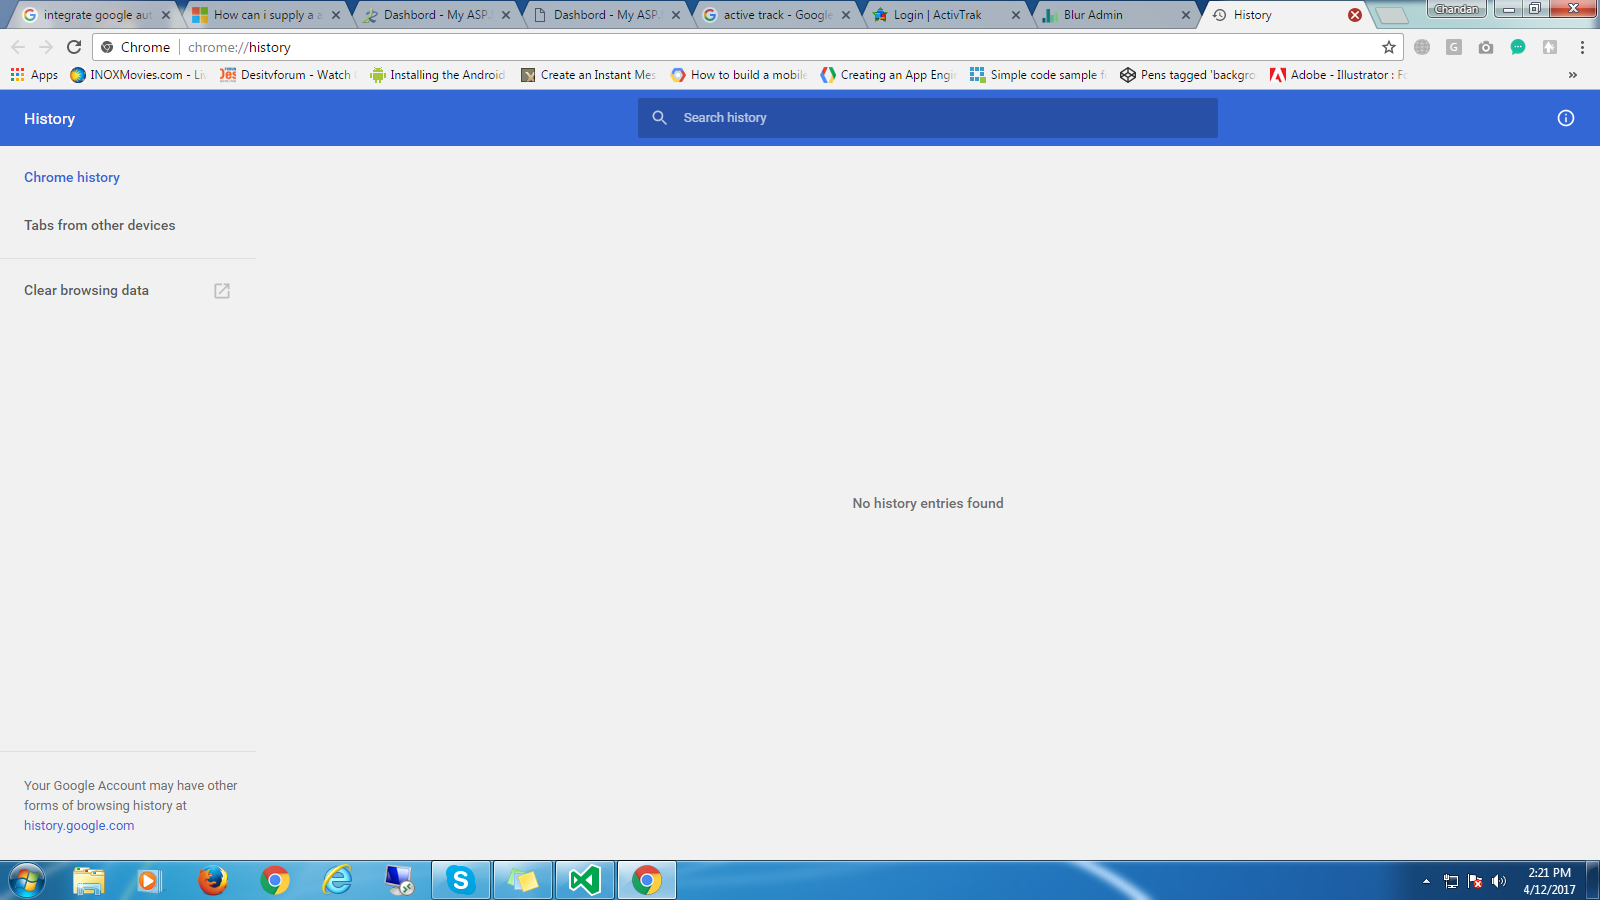 integrate google aut
How can i supply a a
Dashbord - My ASP.
Dashbord - My ASP.
active track - Google
Login | ActivTrak
Blur Admin
History
Chandan
Chrome
chrome://history
Apps
INOXMovies.com - Liv
Desitvforum - Watch
Installing the Android
Create an Instant Mes
How to build a mobile
Creating an App Engi
Simple code sample f
Pens tagged 'backgro
Adobe - Illustrator : Fo
»
History
Search history
Chrome history
Tabs from other devices
Clear browsing data
No history entries found
Your Google Account may have other
forms of browsing history at
history.google.com
2:21 PM
4/12/2017